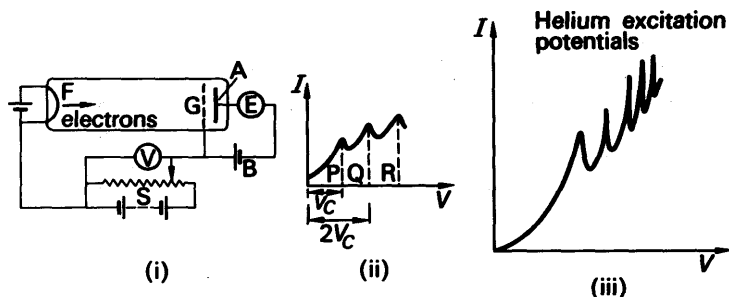 F
electrons
G
A
E
V
B
S
(i)
I
P Q R
V
V_C
2V_C
(ii)
I
Helium excitation
potentials
V
(iii)